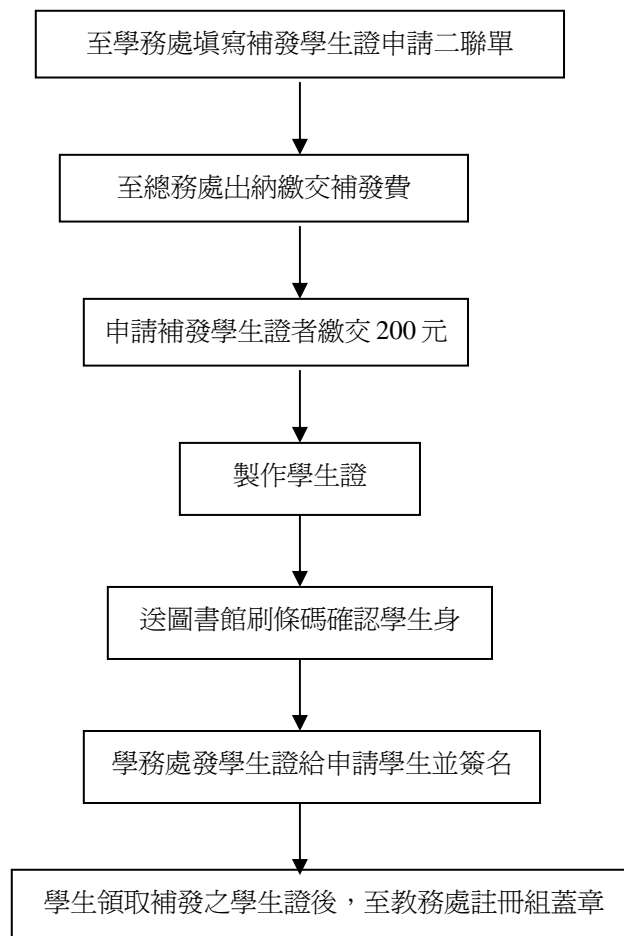 至學務處填寫補發學生證申請二聯單
至總務處出納繳交補發費
申請補發學生證者繳交 200 元
製作學生證
送圖書館刷條碼確認學生身
學務處發學生證給申請學生並簽名
學生領取補發之學生證後，至教務處註冊組蓋章